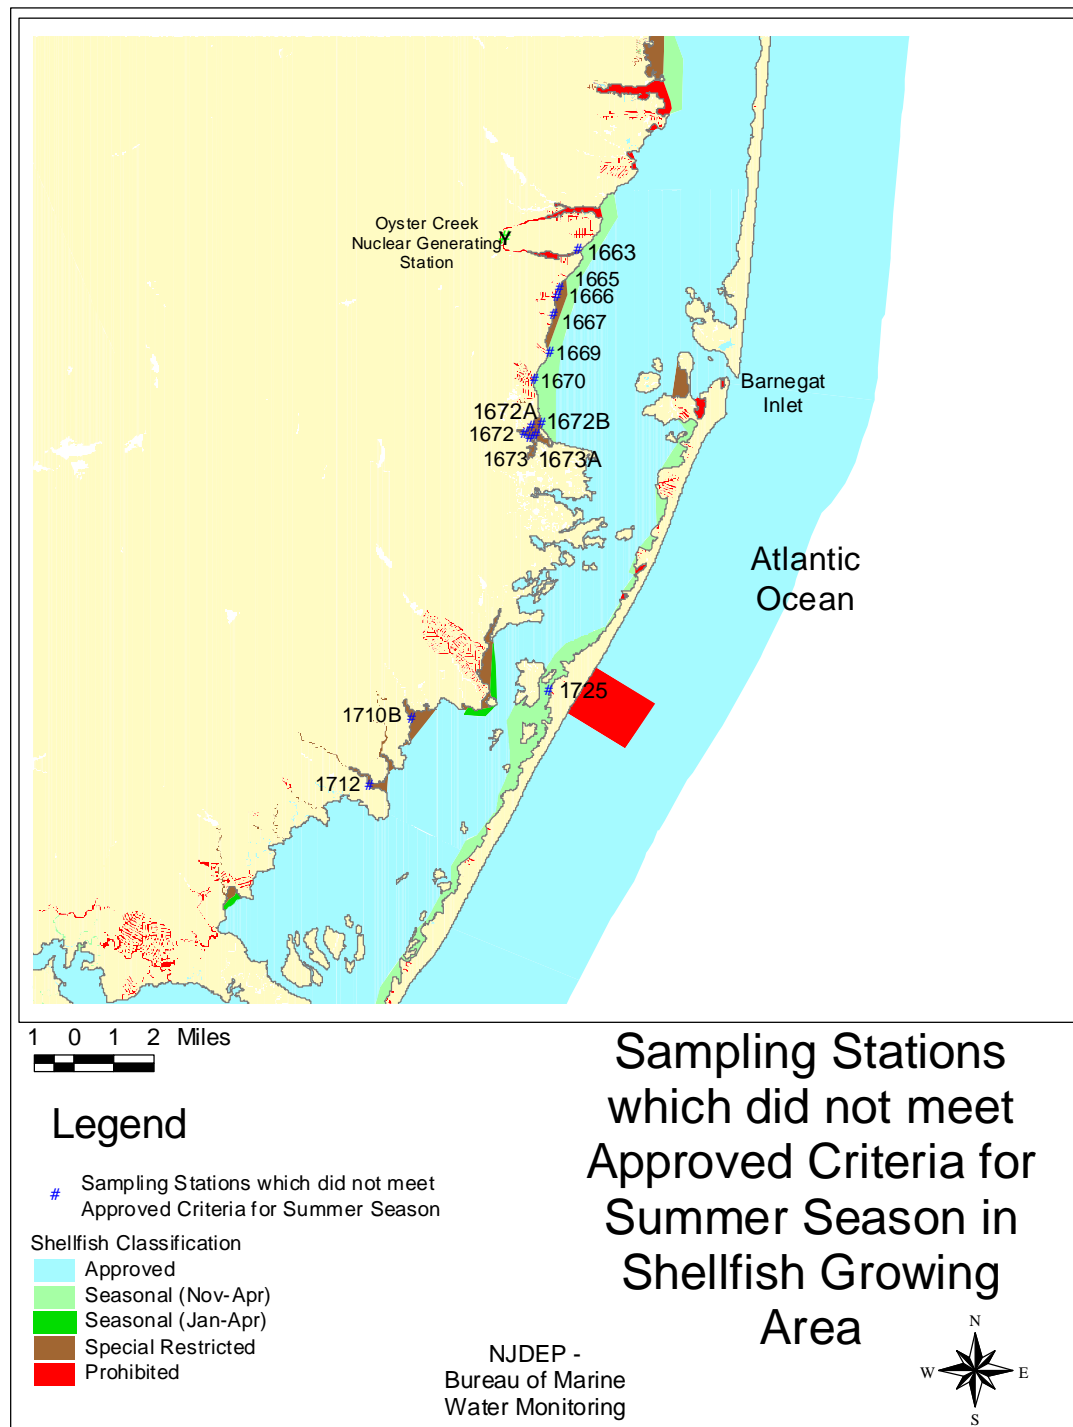 Oyster Creek
Nuclear Generating
Station
Y
# 1663
# 1665
# 1666
# 1667
# 1669
# 1670
1672A
# 1672B
1672 #
1673
1673A
Barnegat
Inlet
Atlantic
Ocean
# 1725
1710B #
1712 #
1 0 1 2 Miles
Sampling Stations
which did not meet
Approved Criteria for
Summer Season in
Shellfish Growing
Area
Legend
# Sampling Stations which did not meet
Approved Criteria for Summer Season
Shellfish Classification
Approved
Seasonal (Nov-Apr)
Seasonal (Jan-Apr)
Special Restricted
Prohibited
NJDEP -
Bureau of Marine
Water Monitoring
N
W E
S